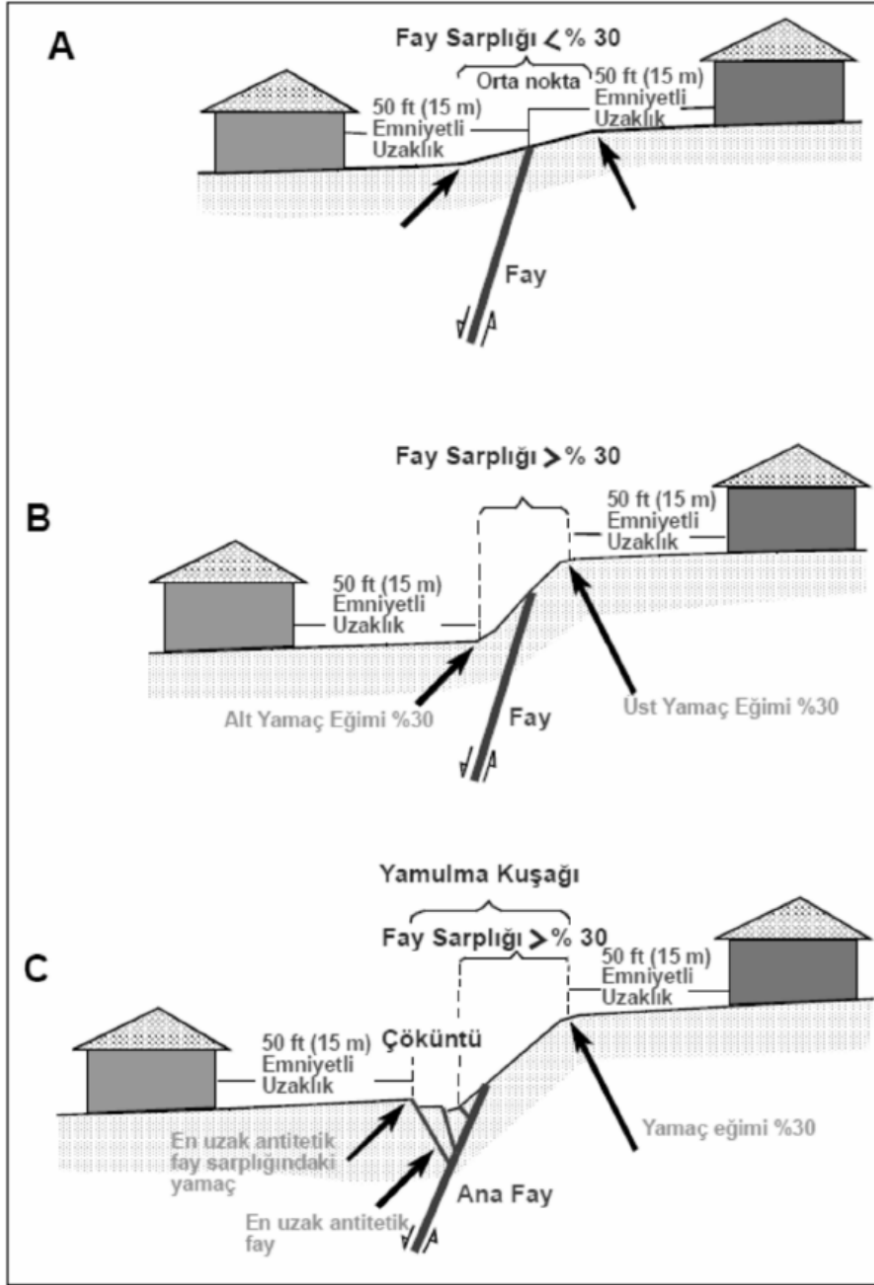 A
Fay Sarplığı < % 30
Orta nokta
50 ft (15 m)
Emniyetli
Uzaklık
50 ft (15 m)
Emniyetli
Uzaklık
Fay
B
Fay Sarplığı > % 30
50 ft (15 m)
Emniyetli
Uzaklık
50 ft (15 m)
Emniyetli
Uzaklık
Alt Yamaç Eğimi %30
Fay
Üst Yamaç Eğimi %30
C
Yamulma Kuşağı
Fay Sarplığı > % 30
50 ft (15 m)
Emniyetli
Uzaklık
50 ft (15 m)
Emniyetli
Uzaklık
Çöküntü
En uzak antitetik
fay sarplığındaki
yamaç
Yamaç eğimi %30
Ana Fay
En uzak antitetik
fay